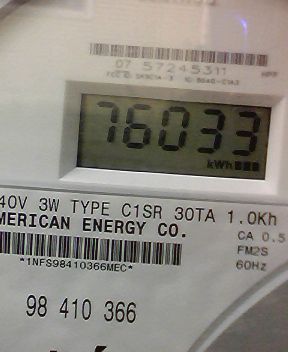 07 57245311
76033
kWh
40V 3W TYPE C1SR 30TA 1.0Kh
MERICAN ENERGY CO.
CA 0.5
FM2S
60Hz
*1NFS98410366MEC*
98 410 366